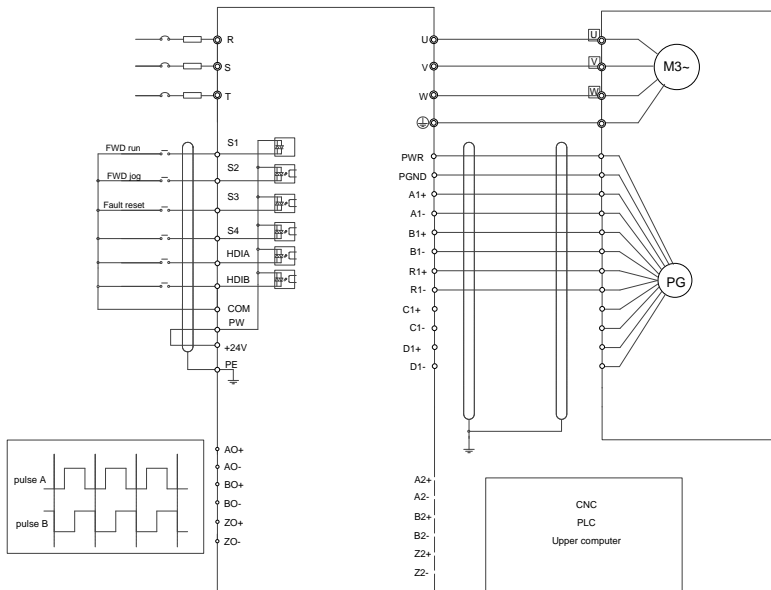 R
S
T
U
V
W
U
V
W
M3~
FWD run
FWD jog
Fault reset
S1
S2
S3
S4
HDIA
HDIB
COM
PW
+24V
PE
PWR
PGND
A1+
A1-
B1+
B1-
R1+
R1-
C1+
C1-
D1+
D1-
PG
pulse A
pulse B
AO+
AO-
BO+
BO-
ZO+
ZO-
A2+
A2-
B2+
B2-
Z2+
Z2-
CNC
PLC
Upper computer